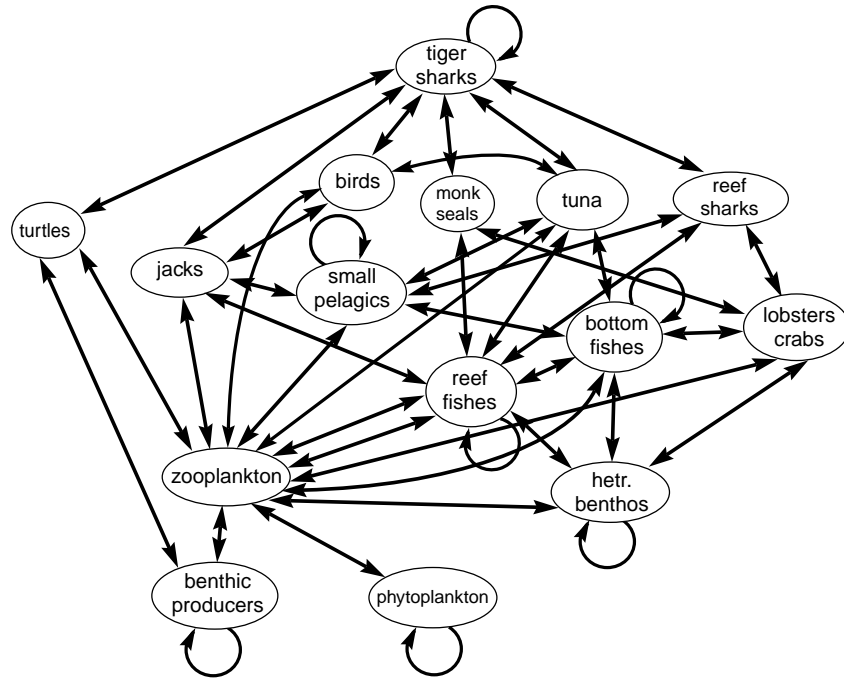 tiger
sharks
birds
monk
seals
tuna
reef
sharks
turtles
jacks
small
pelagics
bottom
fishes
lobsters
crabs
reef
fishes
zooplankton
hetr.
benthos
benthic
producers
phytoplankton